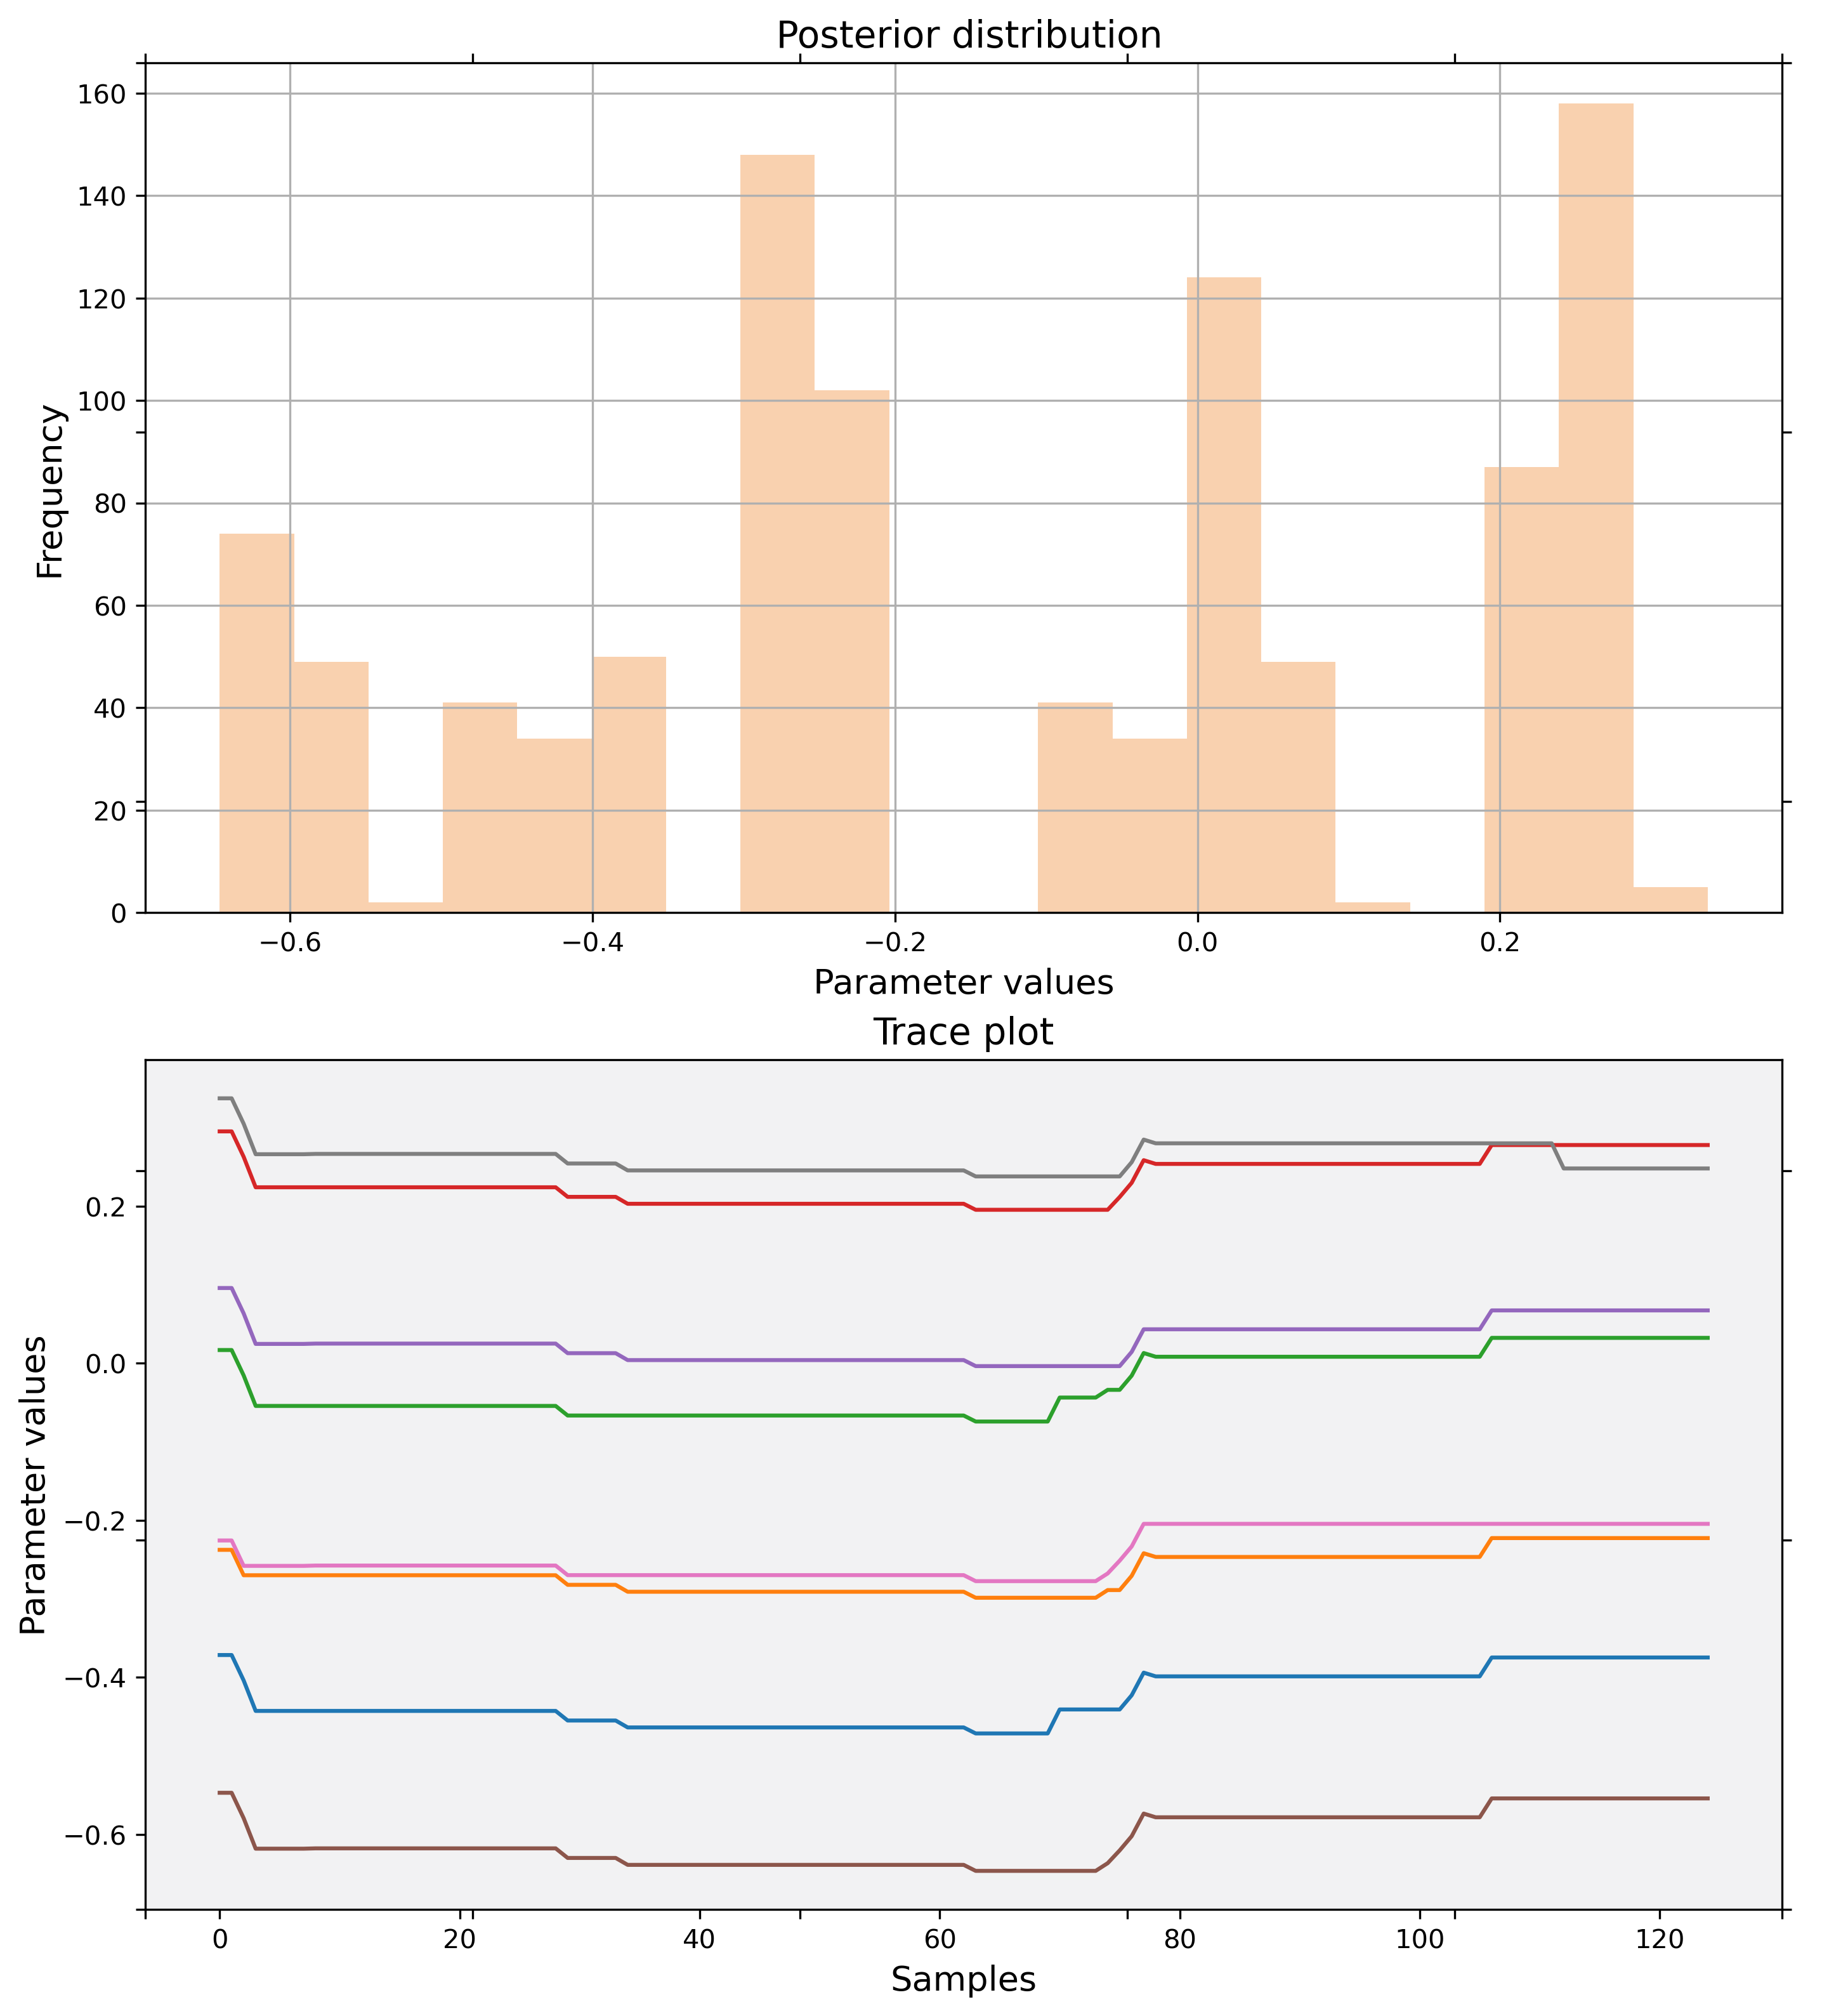 Posterior distribution
160
140
120
100
80
60
40
20
0
Frequency
−0.6 −0.4 −0.2 0.0 0.2
Parameter values
Trace plot
0.2
0.0
−0.2
−0.4
−0.6
Parameter values
0 20 40 60 80 100 120
Samples